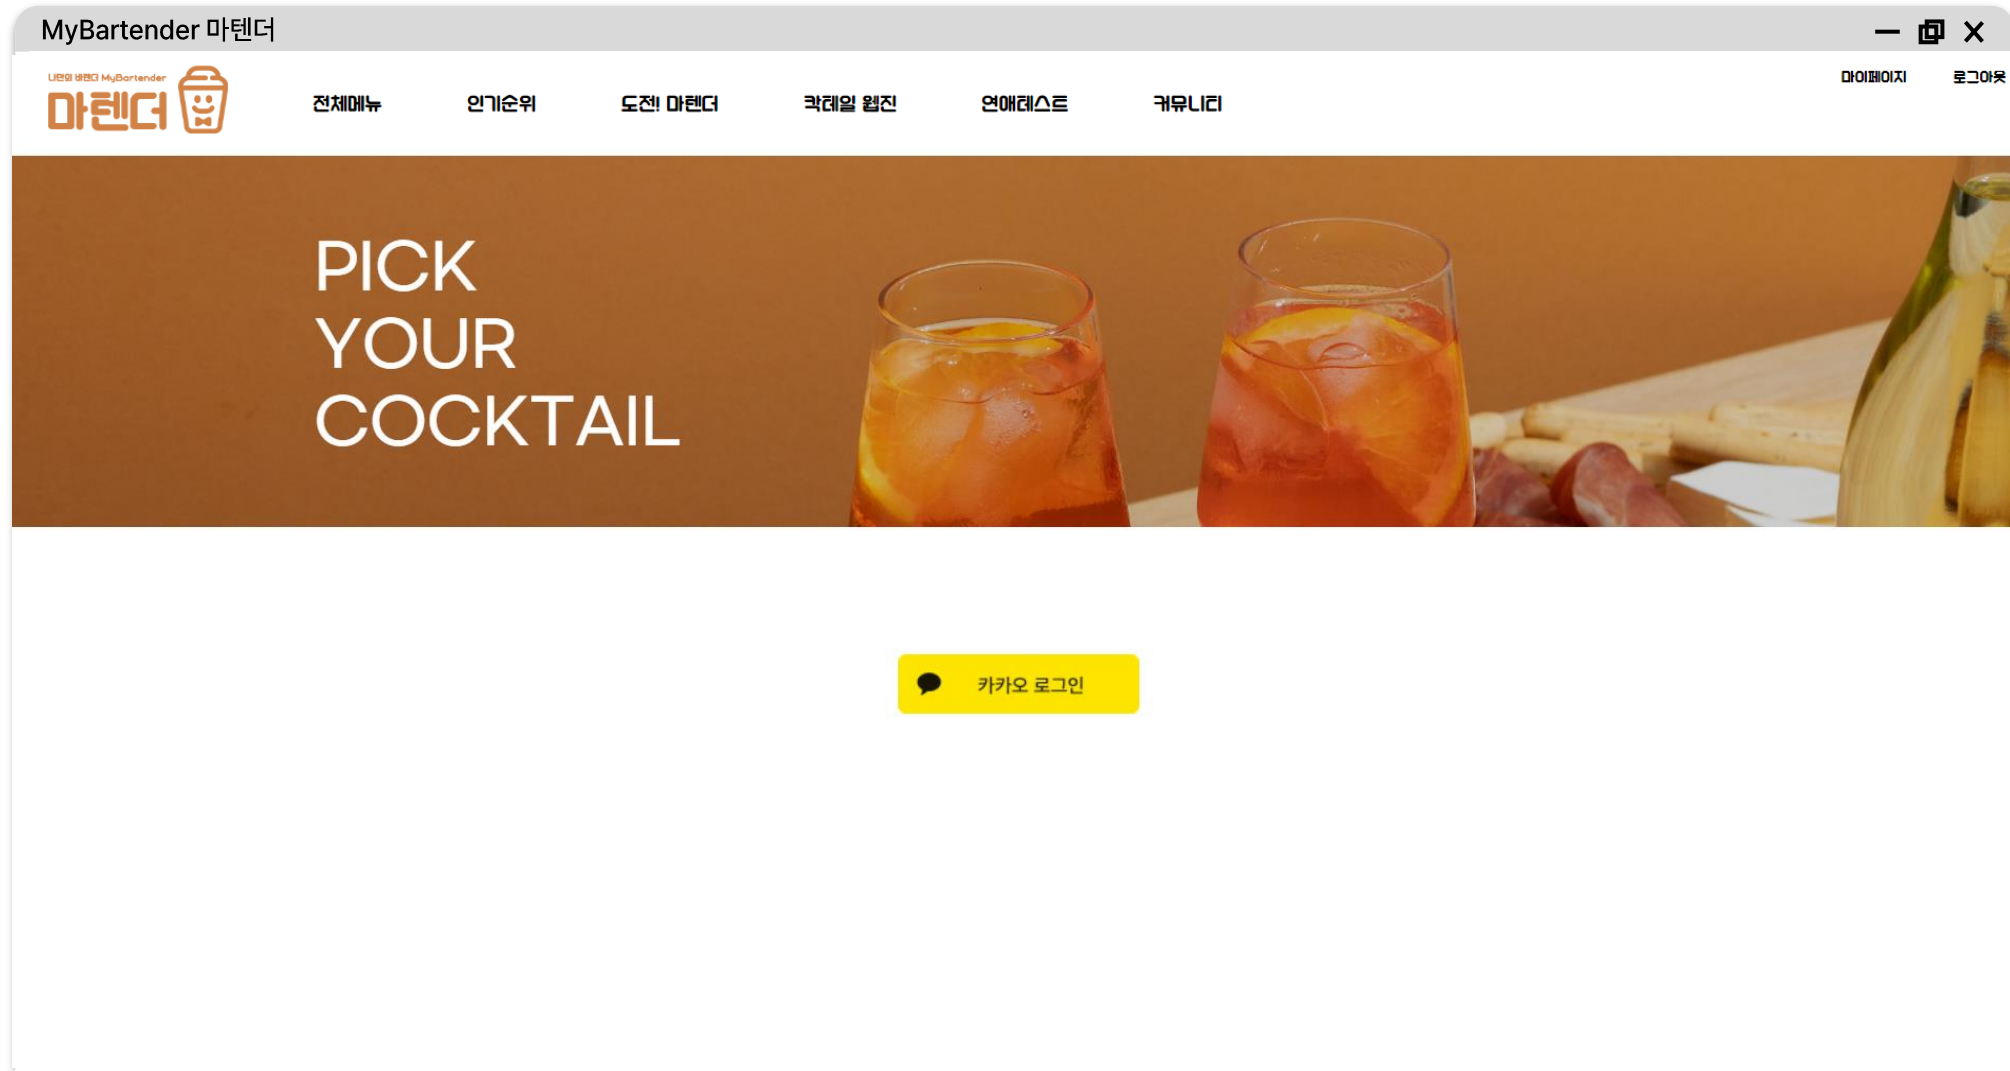 MyBartender 마텐더
나만의 바텐더 MyBartender
마텐더
전체메뉴 인기순위 도전! 마텐더 칵테일 웹진 연애테스트 커뮤니티
마이페이지 로그아웃
PICK
YOUR
COCKTAIL
카카오 로그인